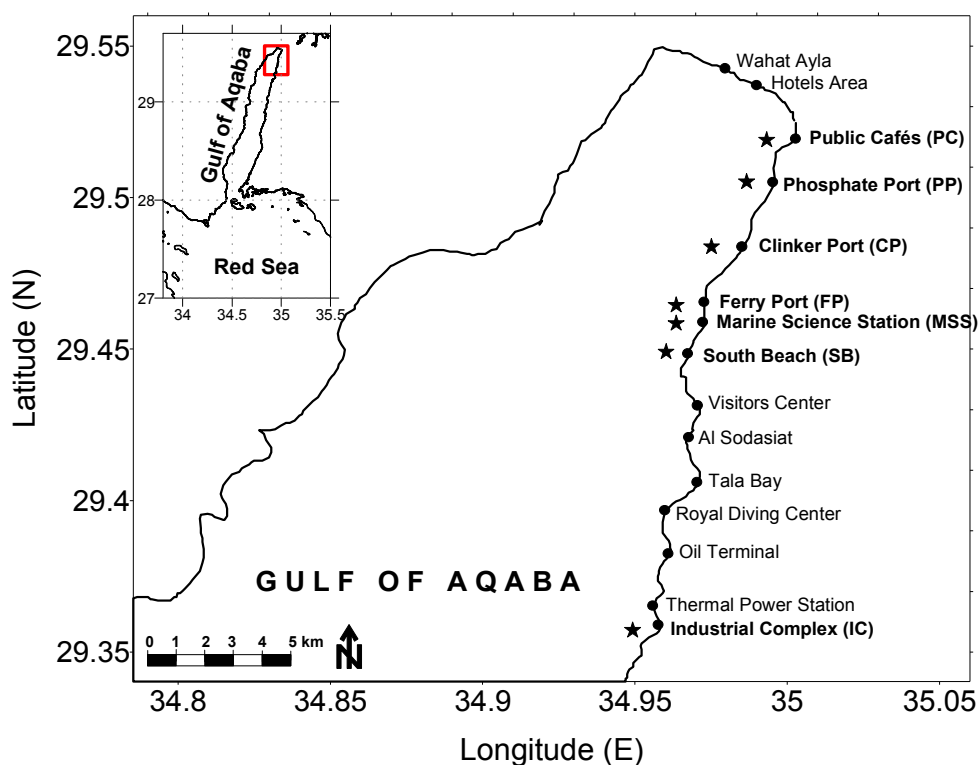 29.55
29.5
29.45
29.4
29.35
Latitude (N)
29
28
27
34
34.5
35
35.5
Gulf of Aqaba
Red Sea
Wahat Ayla
Hotels Area
Public Cafés (PC)
Phosphate Port (PP)
Clinker Port (CP)
Ferry Port (FP)
Marine Science Station (MSS)
South Beach (SB)
Visitors Center
Al Sodasiat
Tala Bay
Royal Diving Center
Oil Terminal
Thermal Power Station
Industrial Complex (IC)
GULF OF AQABA
0 1 2 3 4 5 km
N
34.8
34.85
34.9
34.95
35
35.05
Longitude (E)